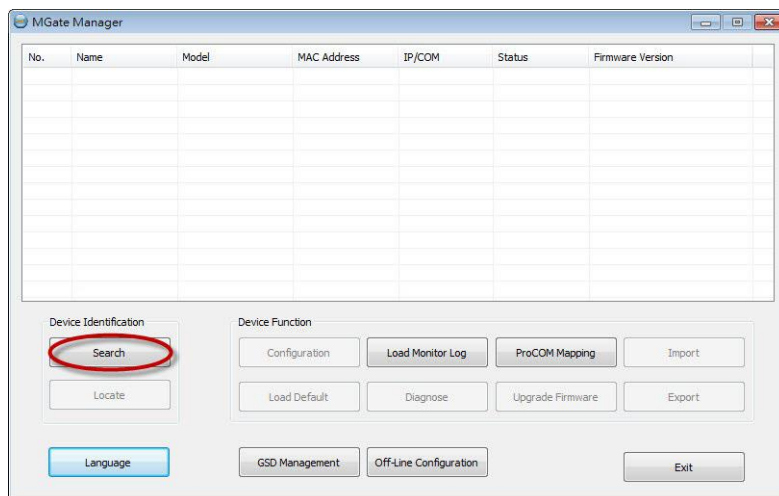 MGate Manager
No. Name Model MAC Address IP/COM Status Firmware Version
Device Identification Device Function
Search Configuration Load Monitor Log ProCOM Mapping Import
Locate Load Default Diagnose Upgrade Firmware Export
Language GSD Management Off-Line Configuration Exit